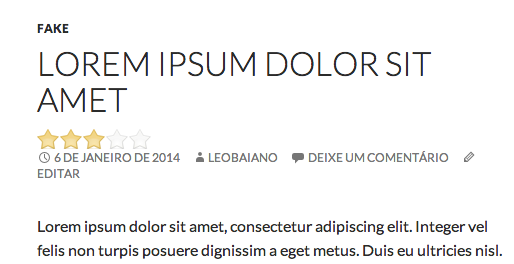 FAKE
LOREM IPSUM DOLOR SIT
AMET
6 DE JANEIRO DE 2014 LEOBAIANO DEIXE UM COMENTÁRIO
EDITAR
Lorem ipsum dolor sit amet, consectetur adipiscing elit. Integer vel
felis non turpis posuere dignissim a eget metus. Duis eu ultricies nisl.